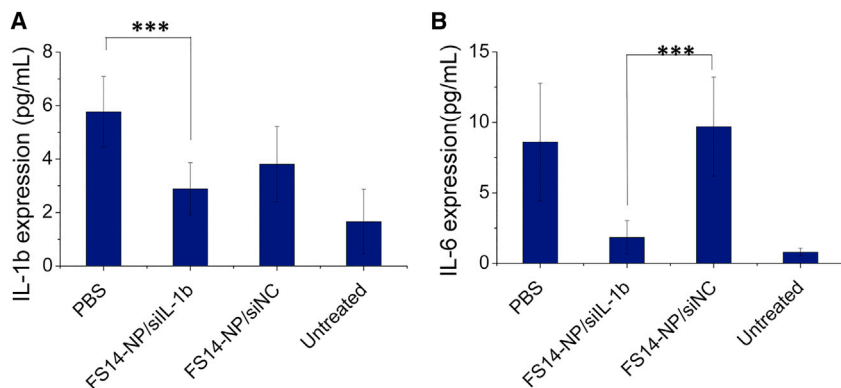 A
***
8
6
4
2
0
IL-1b expression (pg/mL)
PBS
FS14-NP/siIL-1b
FS14-NP/siNC
Untreated
B
***
15
10
5
0
IL-6 expression(pg/mL)
PBS
FS14-NP/siIL-1b
FS14-NP/siNC
Untreated